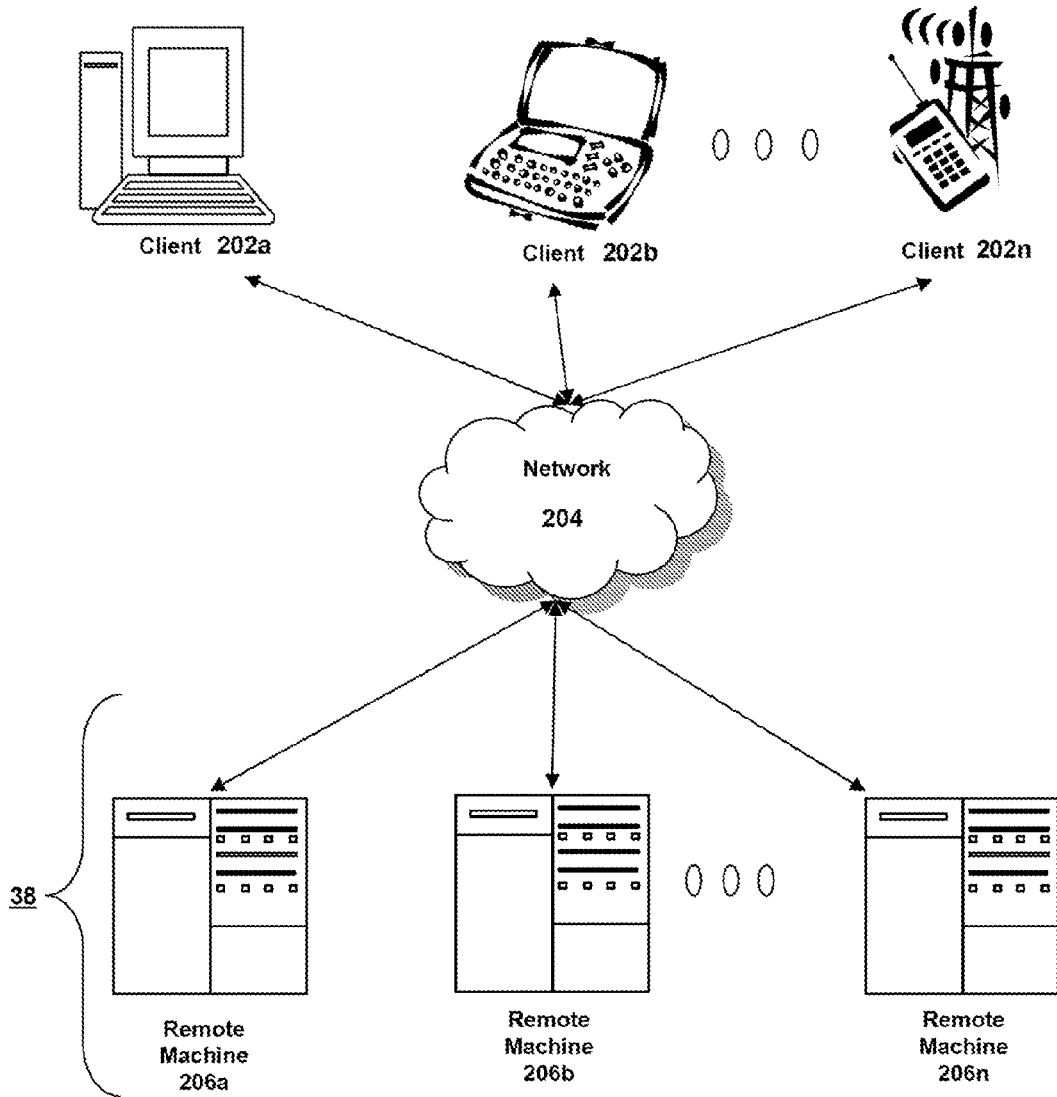 Client 202a
Client 202b
Client 202n
Network
204
38
Remote
Machine
206a
Remote
Machine
206b
Remote
Machine
206n